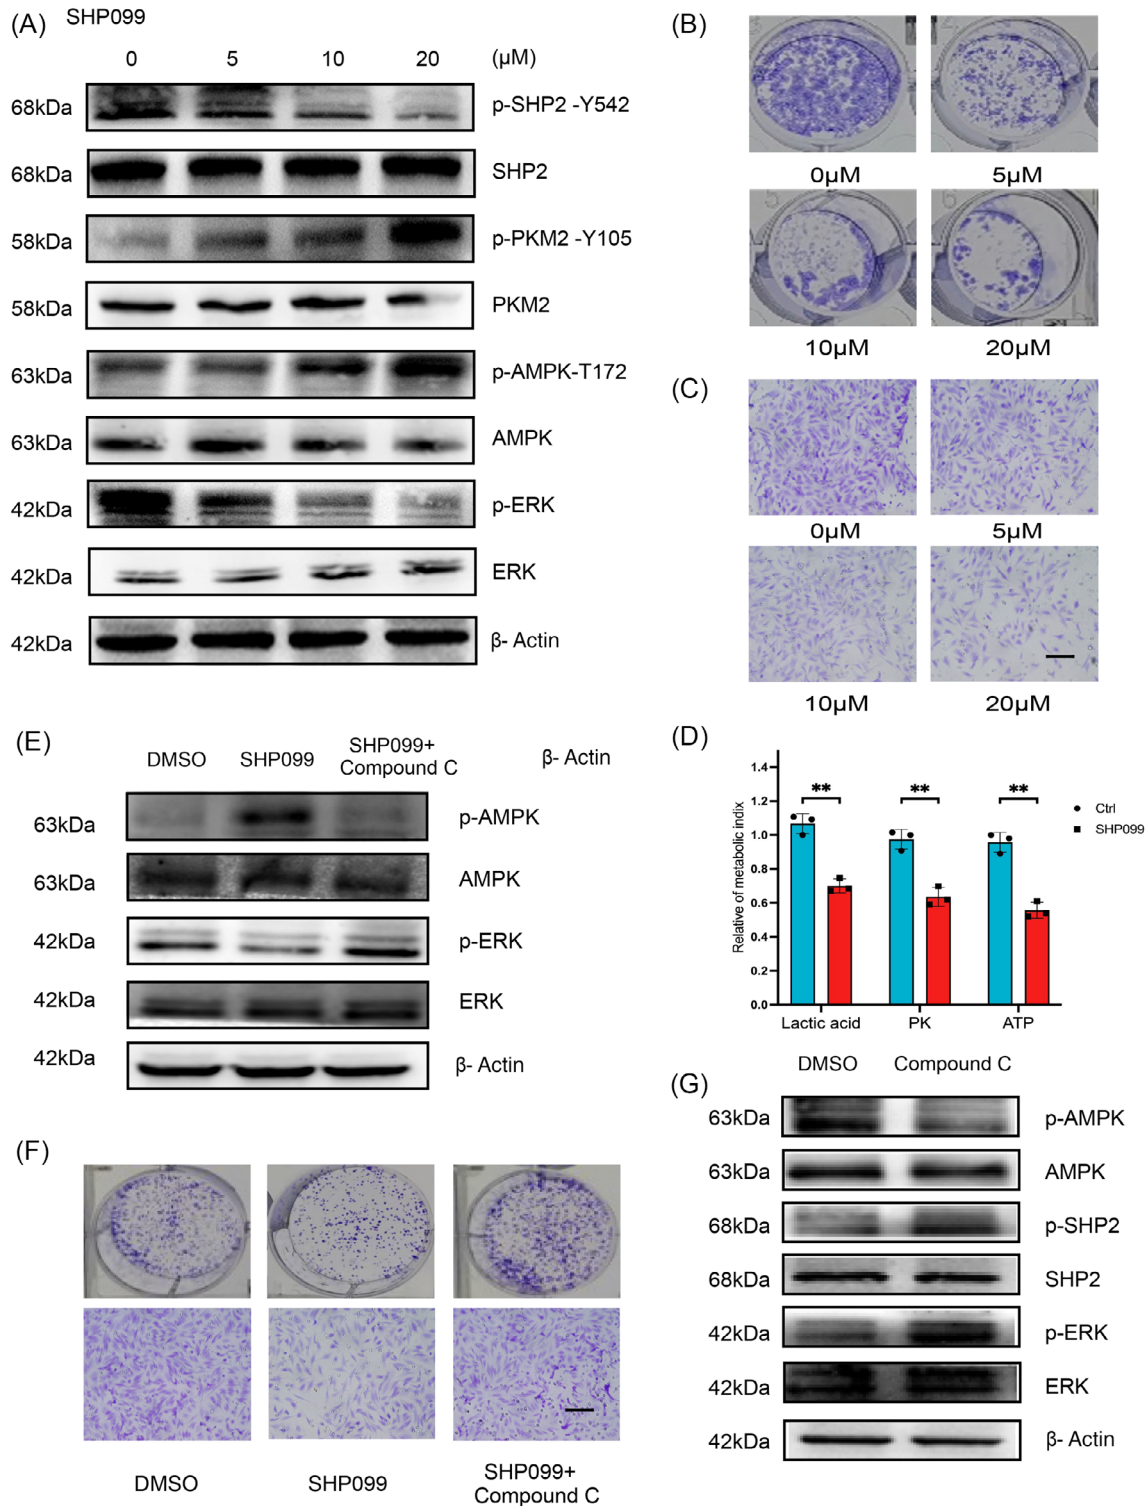 (A) SHP099
0 5 10 20 (μM)
68kDa p-SHP2 -Y542
68kDa SHP2
58kDa p-PKM2 -Y105
58kDa PKM2
63kDa p-AMPK-T172
63kDa AMPK
42kDa p-ERK
42kDa ERK
42kDa β- Actin
(B)
0μM 5μM
10μM 20μM
(C)
0μM 5μM
10μM 20μM
(D)
Relative of metabolic indix
1.4
1.2
1.0
0.8
0.6
0.4
0.2
0.0
** ** **
Ctrl
SHP099
Lactic acid PK ATP
(E)
DMSO SHP099 SHP099+
Compound C
β- Actin
63kDa p-AMPK
63kDa AMPK
42kDa p-ERK
42kDa ERK
42kDa β- Actin
(F)
DMSO SHP099 SHP099+
Compound C
(G)
DMSO Compound C
63kDa p-AMPK
63kDa AMPK
68kDa p-SHP2
68kDa SHP2
42kDa p-ERK
42kDa ERK
42kDa β- Actin